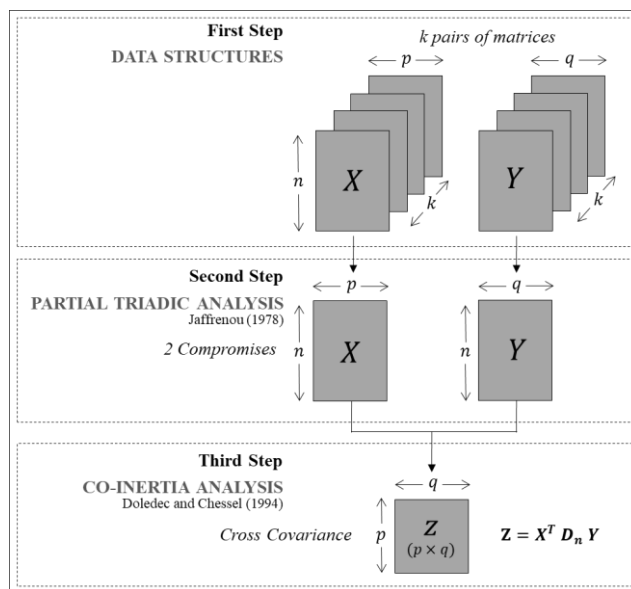 First Step
DATA STRUCTURES
k pairs of matrices
p
q
n
X
Y
k
k
Second Step
PARTIAL TRIADIC ANALYSIS
Jaffrenou (1978)
2 Compromises
p
q
n
X
n
Y
Third Step
CO-INERTIA ANALYSIS
Doledec and Chessel (1994)
Cross Covariance
q
p
Z
(p × q)
Z = X^T D_n Y